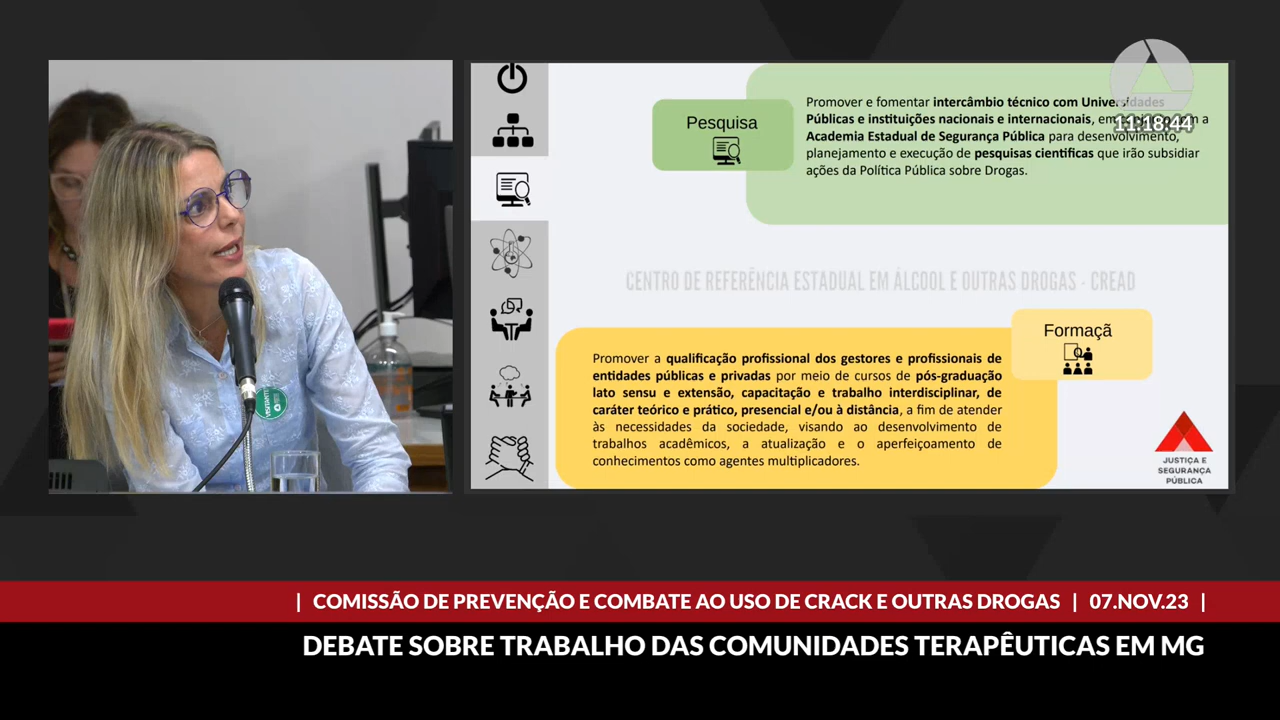 Pesquisa
Promover e fomentar intercâmbio técnico com Universidades
Públicas e instituições nacionais e internacionais, em a
Academia Estadual de Segurança Pública para desenvolvimento,
planejamento e execução de pesquisas científicas que irão subsidiar
ações da Política Pública sobre Drogas.
11:18:44
CENTRO DE REFERÊNCIA ESTADUAL EM ÁLCOOL E OUTRAS DROGAS - CREAD
Formaçã
Promover a qualificação profissional dos gestores e profissionais de
entidades públicas e privadas por meio de cursos de pós-graduação
lato sensu e extensão, capacitação e trabalho interdisciplinar, de
caráter teórico e prático, presencial e/ou à distância, a fim de atender
às necessidades da sociedade, visando ao desenvolvimento de
trabalhos acadêmicos, a atualização e o aperfeiçoamento de
conhecimentos como agentes multiplicadores.
JUSTIÇA E
SEGURANÇA
PÚBLICA
VISITANTE
| COMISSÃO DE PREVENÇÃO E COMBATE AO USO DE CRACK E OUTRAS DROGAS | 07.NOV.23 |
DEBATE SOBRE TRABALHO DAS COMUNIDADES TERAPÊUTICAS EM MG